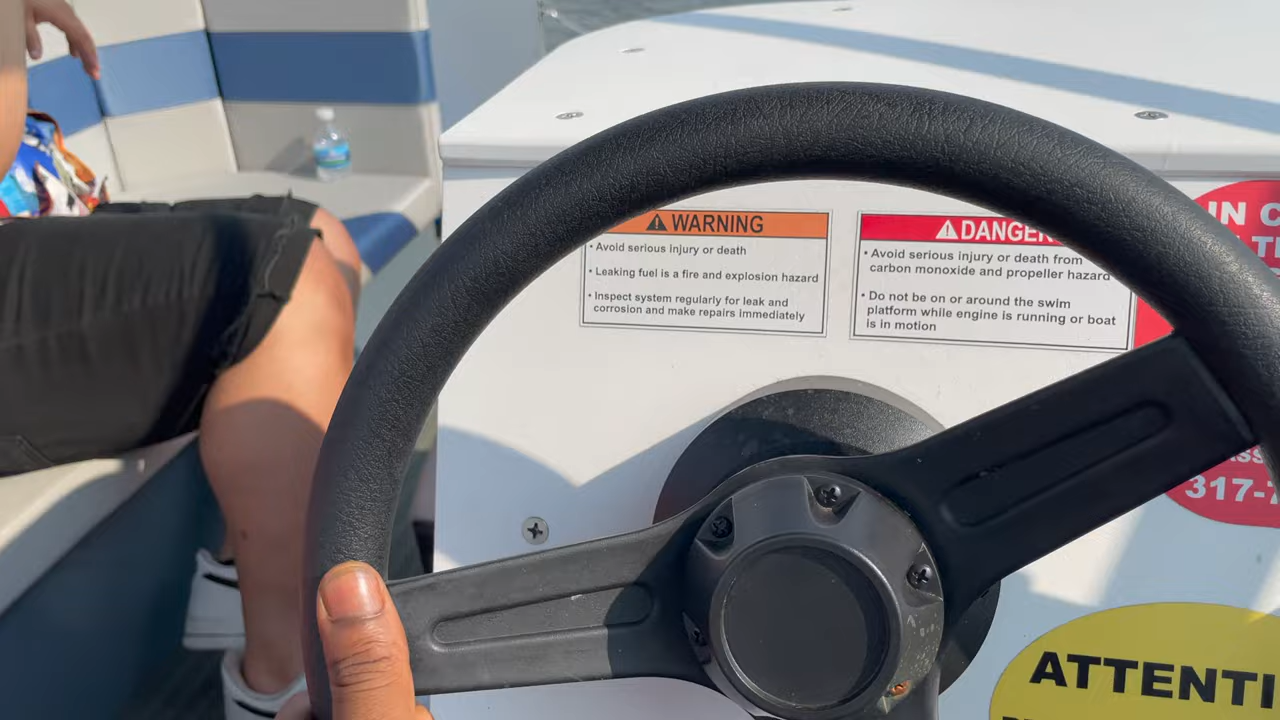 WARNING
• Avoid serious injury or death
• Leaking fuel is a fire and explosion hazard
• Inspect system regularly for leak and
corrosion and make repairs immediately
DANGER
• Avoid serious injury or death from
carbon monoxide and propeller hazard
• Do not be on or around the swim
platform while engine is running or boat
is in motion
IN C
T
317-7
ATTENTI